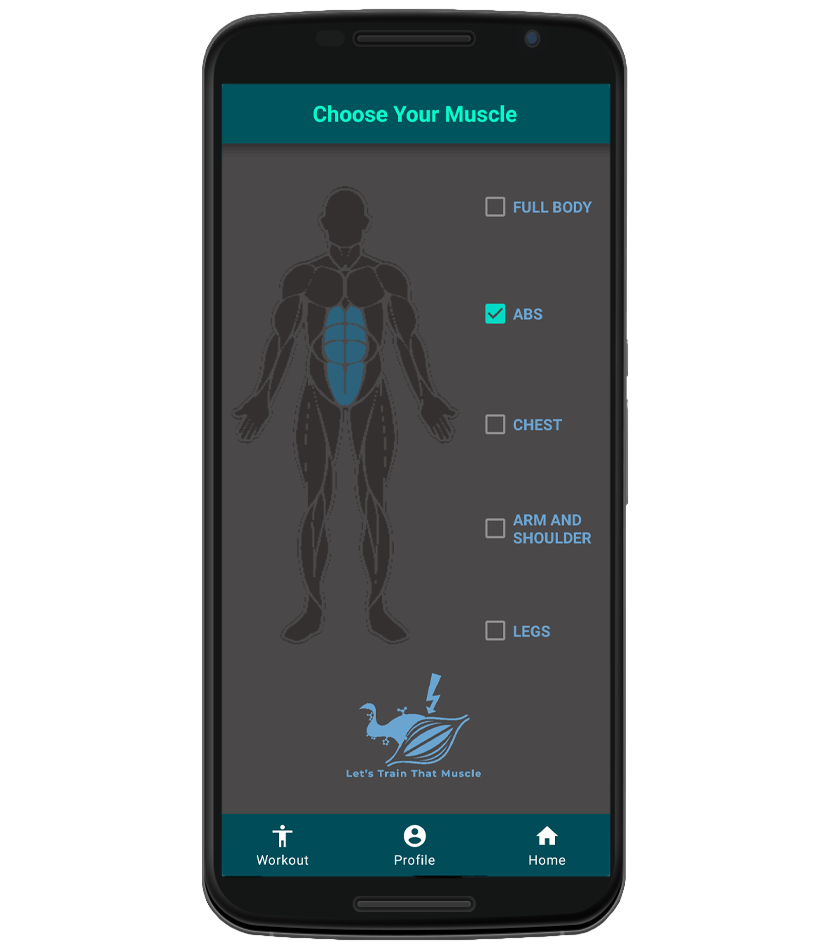 Choose Your Muscle
FULL BODY
ABS
CHEST
ARM AND
SHOULDER
LEGS
Let's Train That Muscle
Workout
Profile
Home